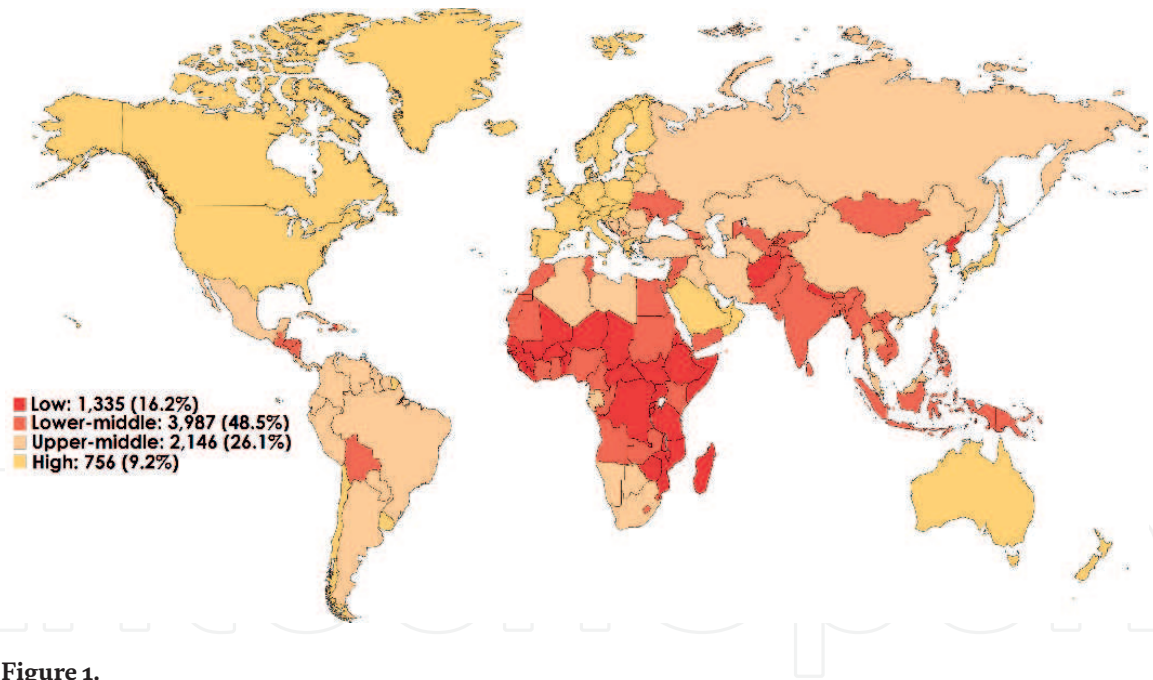 Low: 1,335 (16.2%)
Lower-middle: 3,987 (48.5%)
Upper-middle: 2,146 (26.1%)
High: 756 (9.2%)
Figure 1.